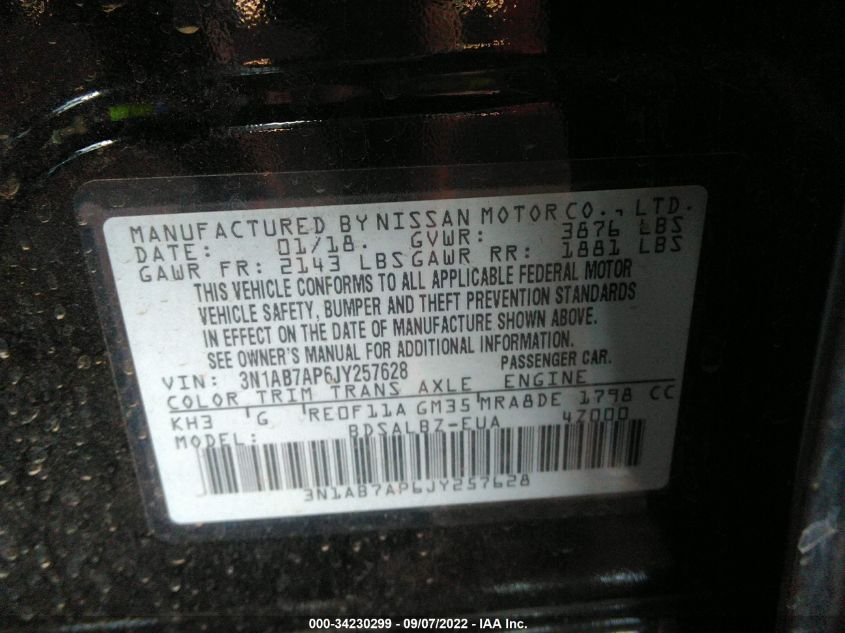 MANUFACTURED BY NISSAN MOTOR CO., LTD.
DATE: 01/18. GVWR: 3876 LBS
GAWR FR: 2143 LBS GAWR RR: 1881 LBS
THIS VEHICLE CONFORMS TO ALL APPLICABLE FEDERAL MOTOR
VEHICLE SAFETY, BUMPER AND THEFT PREVENTION STANDARDS
IN EFFECT ON THE DATE OF MANUFACTURE SHOWN ABOVE.
SEE OWNER'S MANUAL FOR ADDITIONAL INFORMATION.
VIN: 3N1AB7AP6JY257628 PASSENGER CAR.
COLOR TRIM TRANS AXLE ENGINE
KH3 G RE0F11A GM35 MRA8DE 1798 CC
MODEL: BDSALBZ-EUA 47000
3N1AB7AP6JY257628
000-34230299 - 09/07/2022 - IAA Inc.